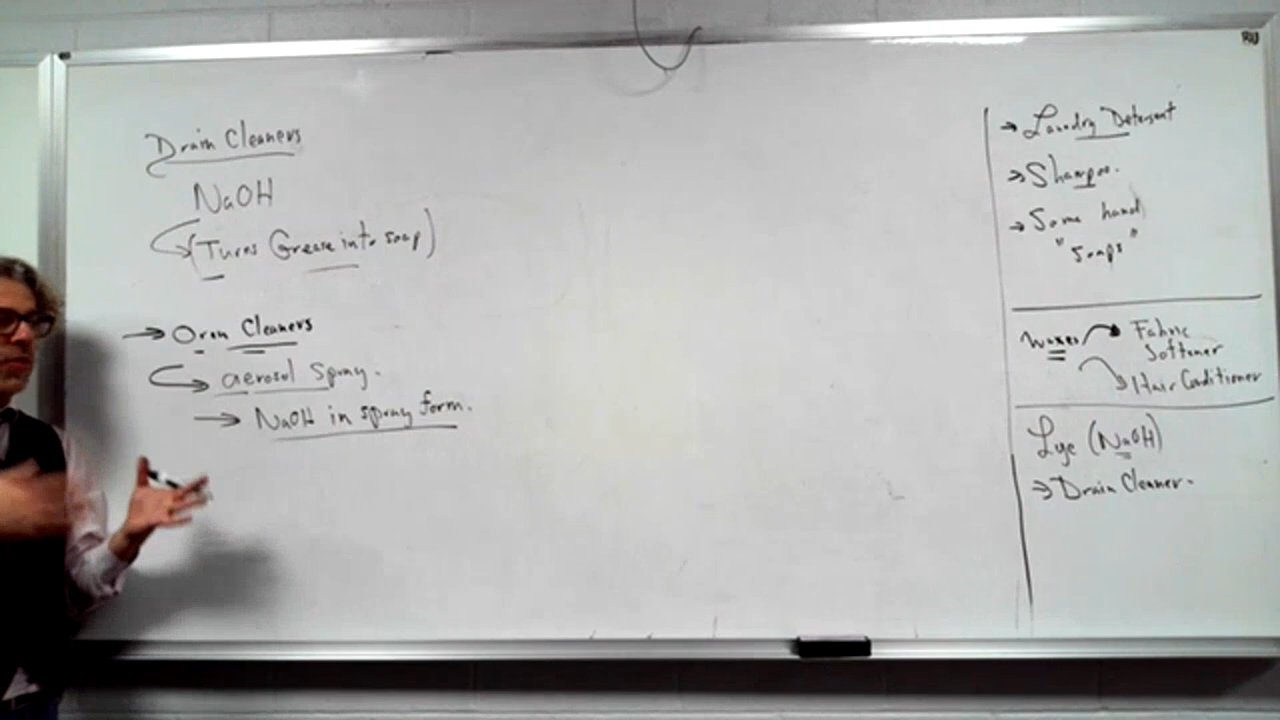 Drain Cleaners
NaOH
(Turns Grease into soap)
→ Oven Cleaners
aerosol spray.
→ NaOH in spray form.
→ Laundry Detergent
→ Shampoo.
→ Some hand
"soaps"
Waxes → Fabric
Softener
Hair Conditioner
Lye (NaOH)
→ Drain Cleaner.